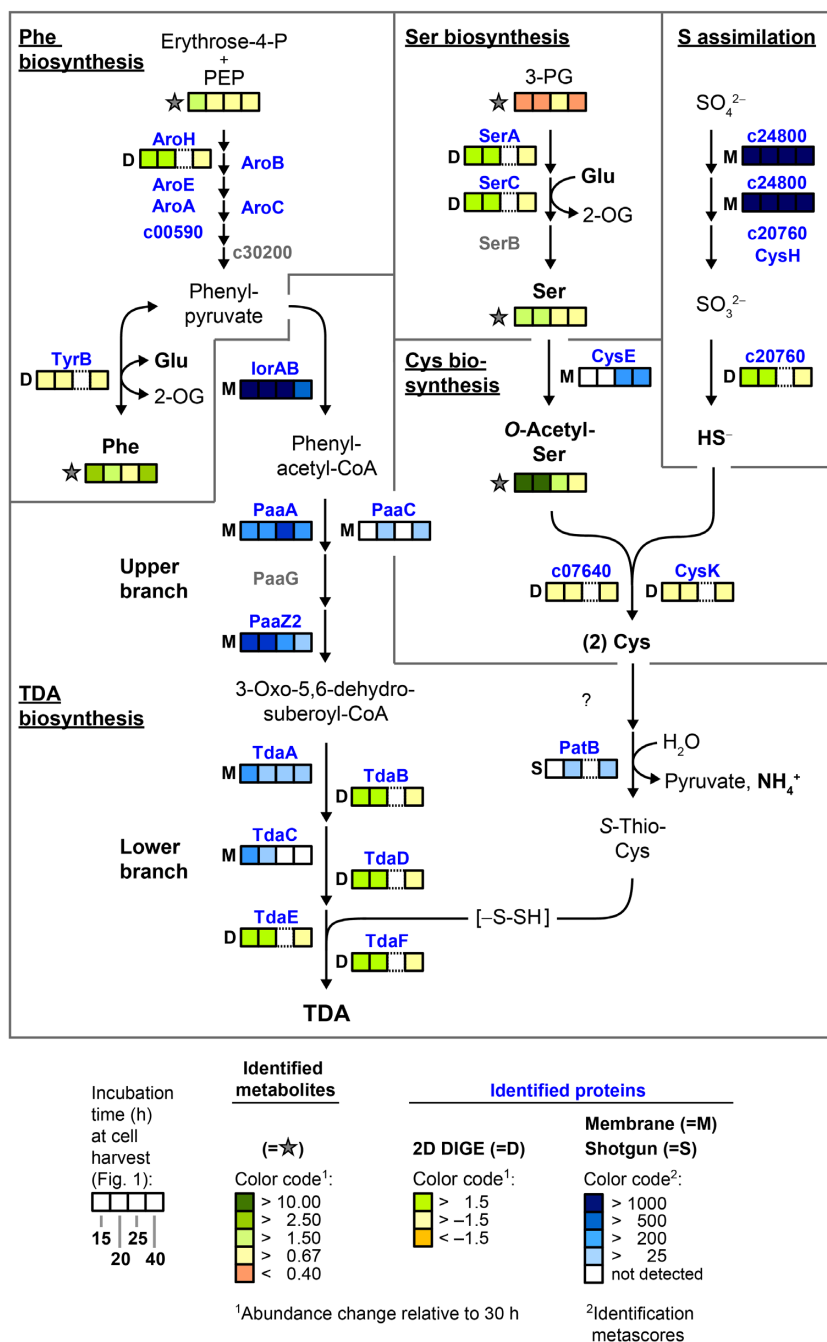 Phe
biosynthesis
Erythrose-4-P
+
PEP
AroH
D
AroB
AroE
AroA
AroC
c00590
c30200
Phenyl-
pyruvate
TyrB
D
Glu
2-OG
Phe
Ser biosynthesis
3-PG
SerA
D
SerC
D
Glu
2-OG
SerB
Ser
S assimilation
SO₄²⁻
c24800
M
c24800
M
c20760
CysH
SO₃²⁻
c20760
D
HS⁻
Cys bio-
synthesis
CysE
M
O-Acetyl-
Ser
c07640
D
CysK
D
(2) Cys
IorAB
M
Phenyl-
acetyl-CoA
PaaA
M
PaaC
M
Upper
branch
PaaG
PaaZ2
M
TDA
biosynthesis
3-Oxo-5,6-dehydro-
suberoyl-CoA
TdaA
M
TdaB
D
Lower
branch
TdaC
M
TdaD
D
TdaE
D
TdaF
D
TDA
?
PatB
S
H₂O
Pyruvate, NH₄⁺
S-Thio-
Cys
[–S-SH]
Incubation
time (h)
at cell
harvest
(Fig. 1):
15 25
20 40
Identified
metabolites
(=☆)
Color code¹:
> 10.00
> 2.50
> 1.50
> 0.67
< 0.40
Identified proteins
2D DIGE (=D)
Color code¹:
> 1.5
> –1.5
< –1.5
Membrane (=M)
Shotgun (=S)
Color code²:
> 1000
> 500
> 200
> 25
not detected
¹Abundance change relative to 30 h
²Identification
metascores